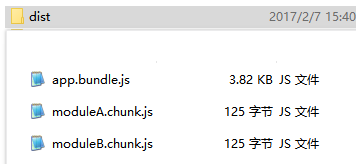 dist 2017/2/7 15:40
app.bundle.js 3.82 KB JS 文件
moduleA.chunk.js 125 字节 JS 文件
moduleB.chunk.js 125 字节 JS 文件